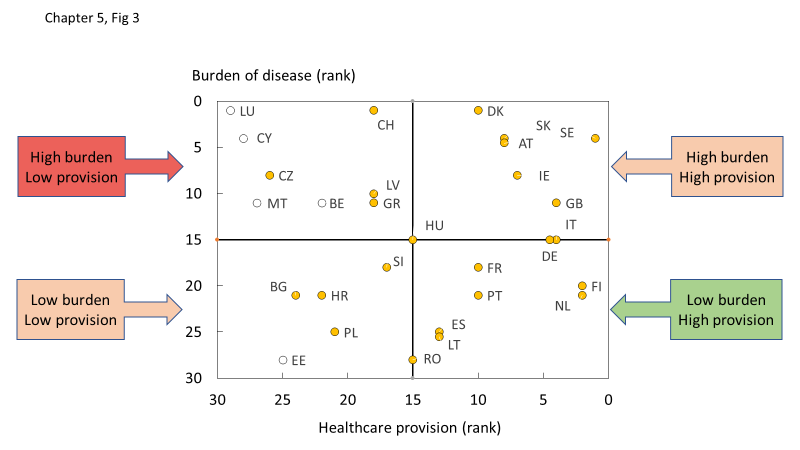 Chapter 5, Fig 3
Burden of disease (rank)
0
5
10
15
20
25
30
LU
CH
DK
SK
SE
CY
AT
CZ
IE
LV
MT
BE
GR
GB
HU
IT
DE
SI
FR
BG
HR
PT
FI
NL
PL
ES
LT
EE
RO
High burden
Low provision
High burden
High provision
Low burden
Low provision
Low burden
High provision
30
25
20
15
10
5
0
Healthcare provision (rank)